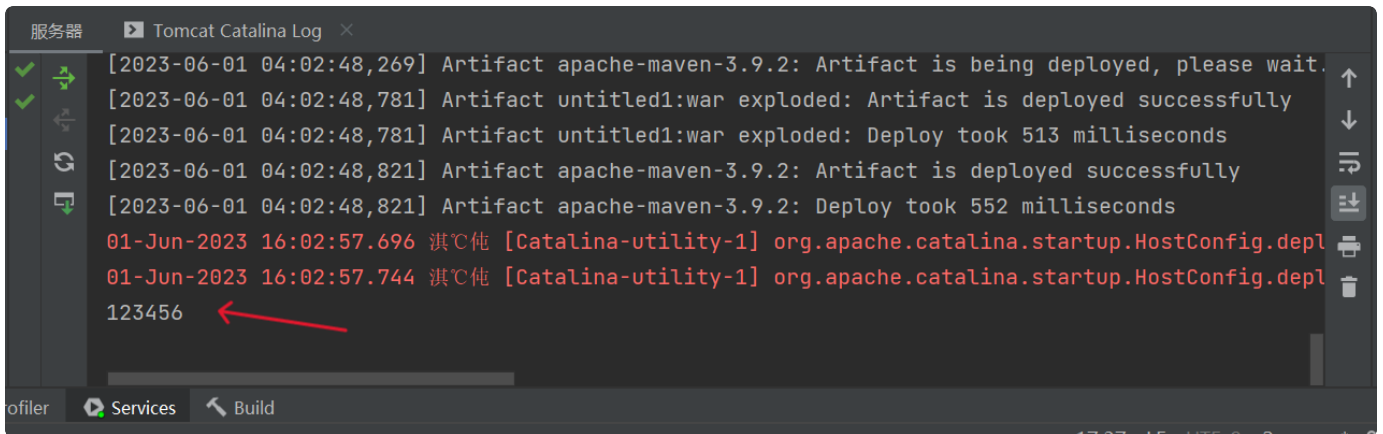 服务器
Tomcat Catalina Log
[2023-06-01 04:02:48,269] Artifact apache-maven-3.9.2: Artifact is being deployed, please wait.
[2023-06-01 04:02:48,781] Artifact untitled1:war exploded: Artifact is deployed successfully
[2023-06-01 04:02:48,781] Artifact untitled1:war exploded: Deploy took 513 milliseconds
[2023-06-01 04:02:48,821] Artifact apache-maven-3.9.2: Artifact is deployed successfully
[2023-06-01 04:02:48,821] Artifact apache-maven-3.9.2: Deploy took 552 milliseconds
01-Jun-2023 16:02:57.696 淇℃伅 [Catalina-utility-1] org.apache.catalina.startup.HostConfig.depl
01-Jun-2023 16:02:57.744 淇℃伅 [Catalina-utility-1] org.apache.catalina.startup.HostConfig.depl
123456
ofiler
Services
Build